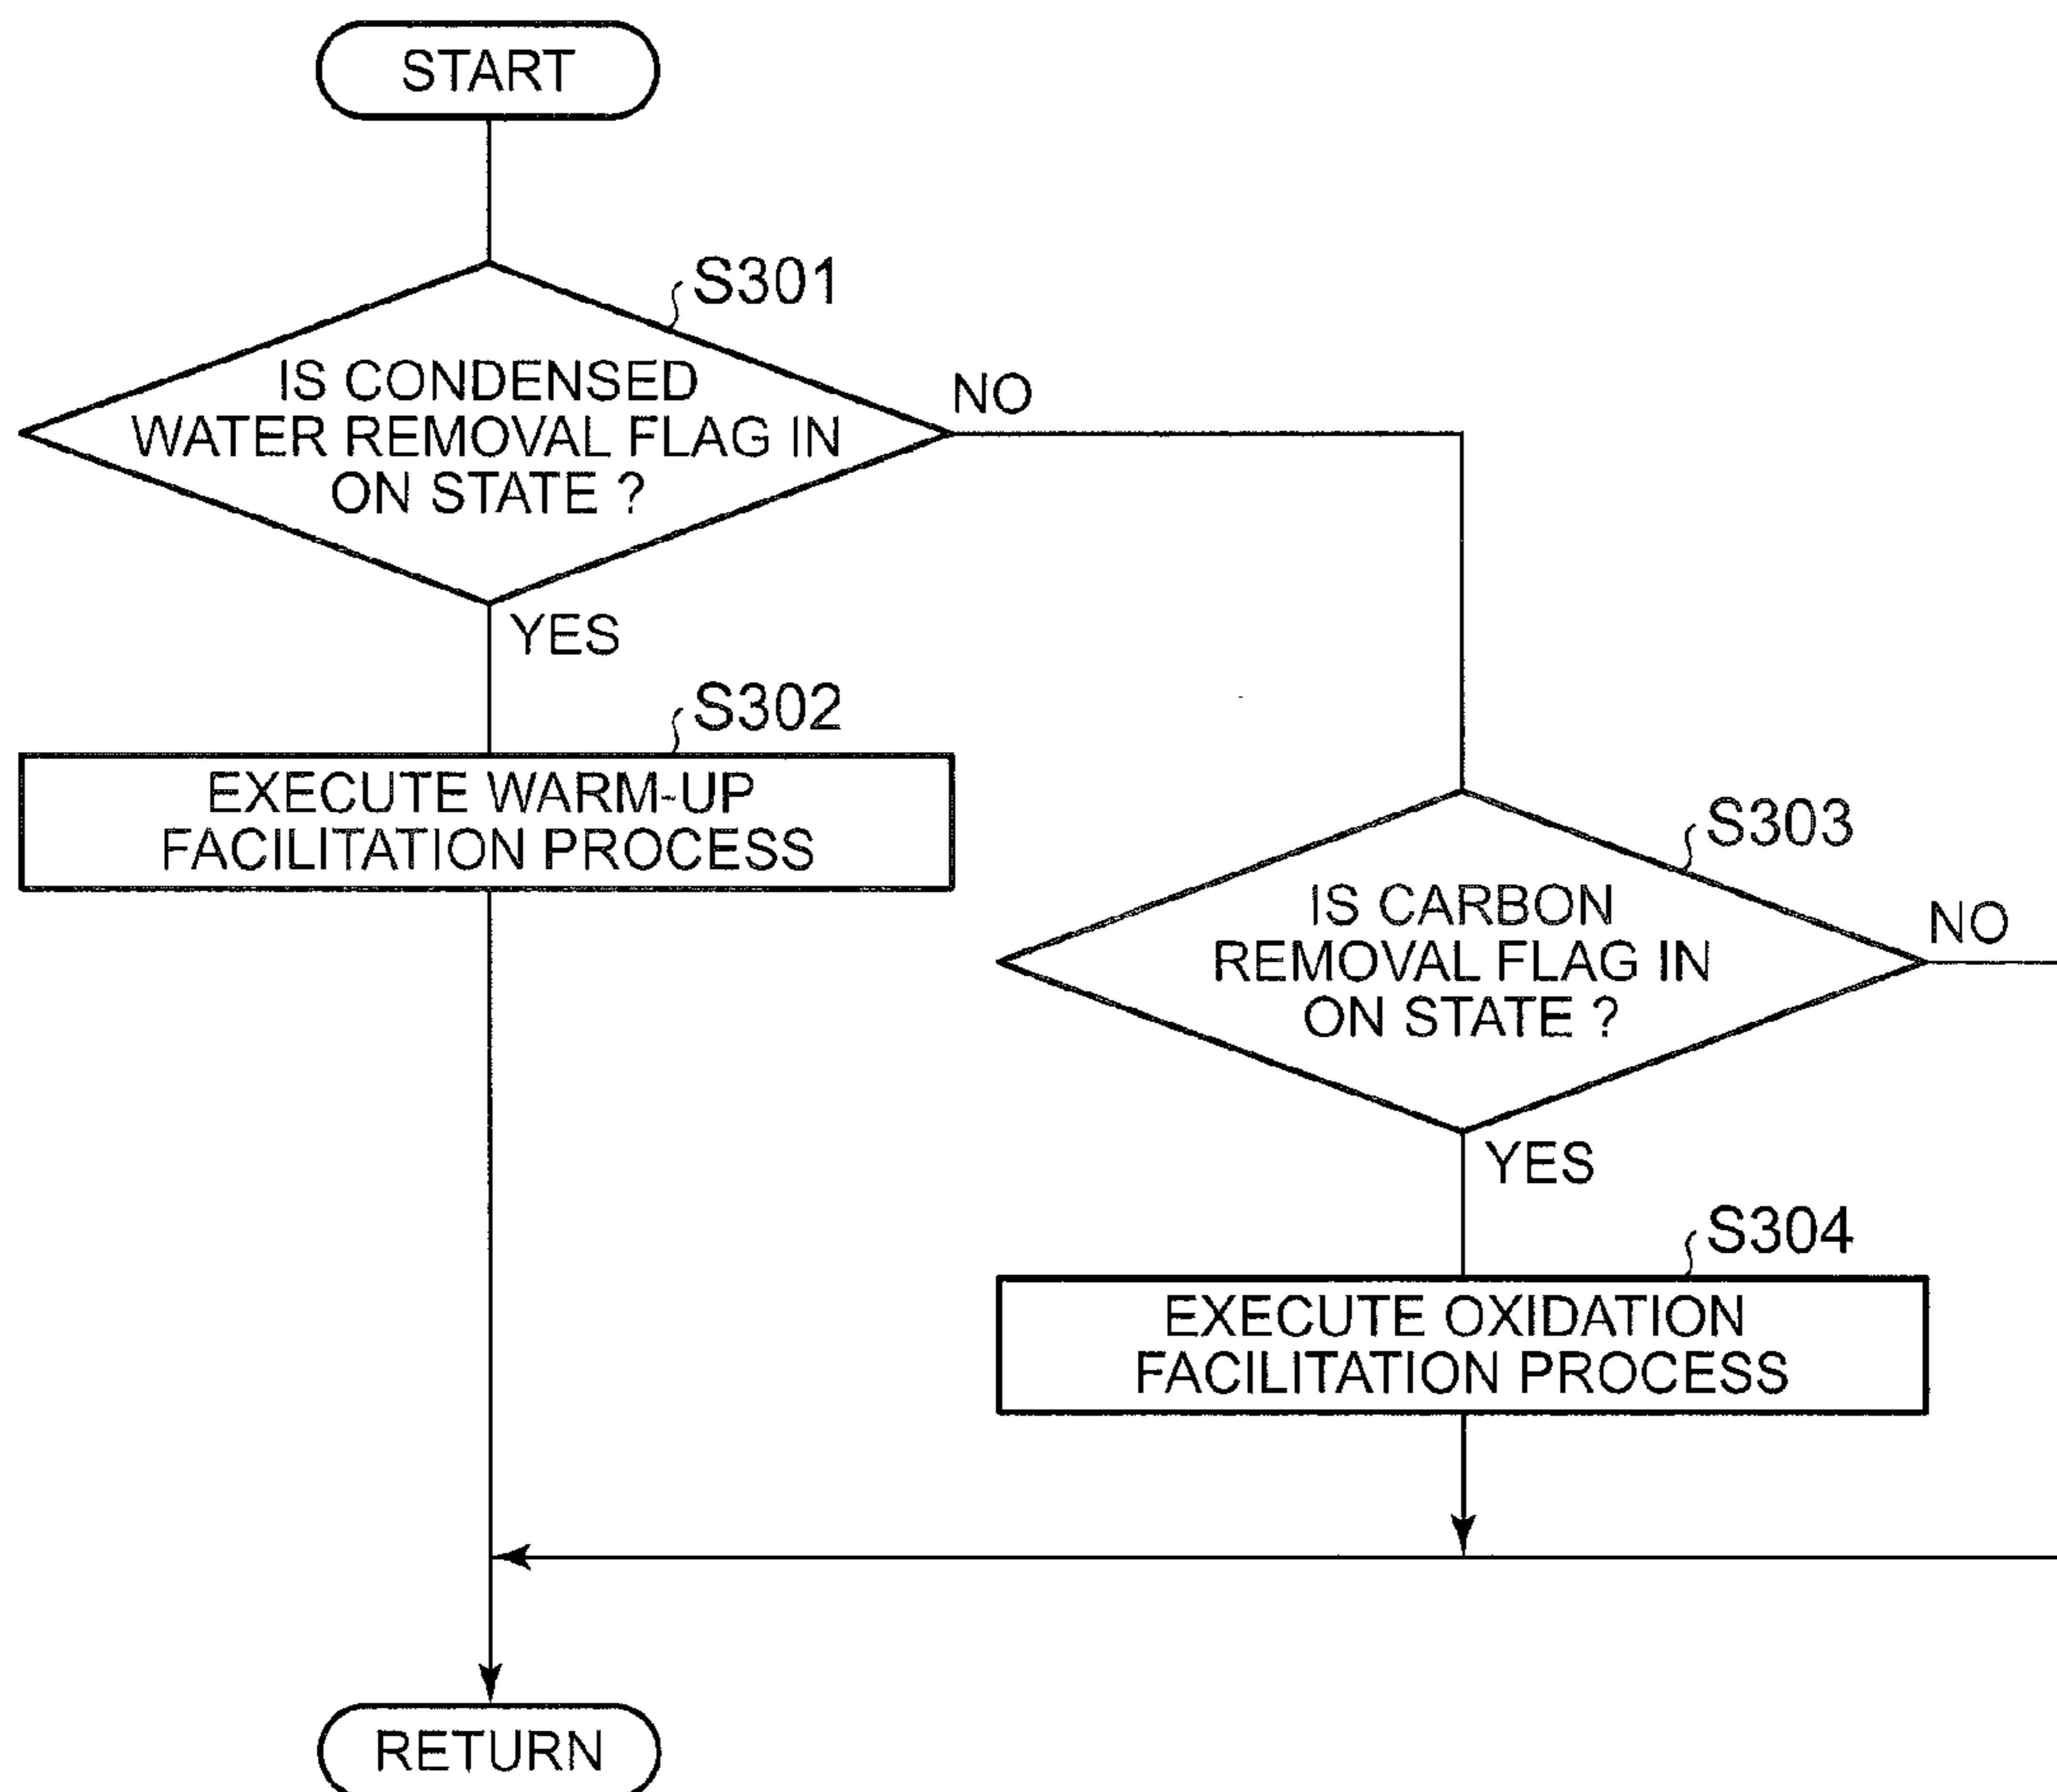 START
S301
IS CONDENSED
WATER REMOVAL FLAG IN
ON STATE ?
NO
YES
S302
EXECUTE WARM-UP
FACILITATION PROCESS
S303
IS CARBON
REMOVAL FLAG IN
ON STATE ?
NO
YES
S304
EXECUTE OXIDATION
FACILITATION PROCESS
RETURN